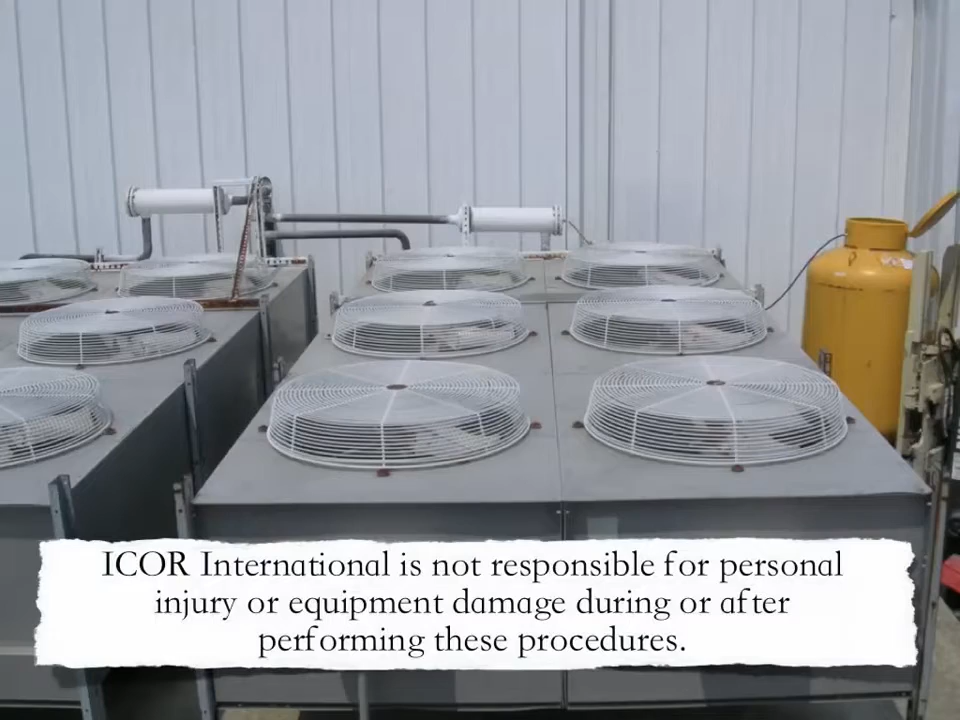 ICOR International is not responsible for personal
injury or equipment damage during or after
performing these procedures.